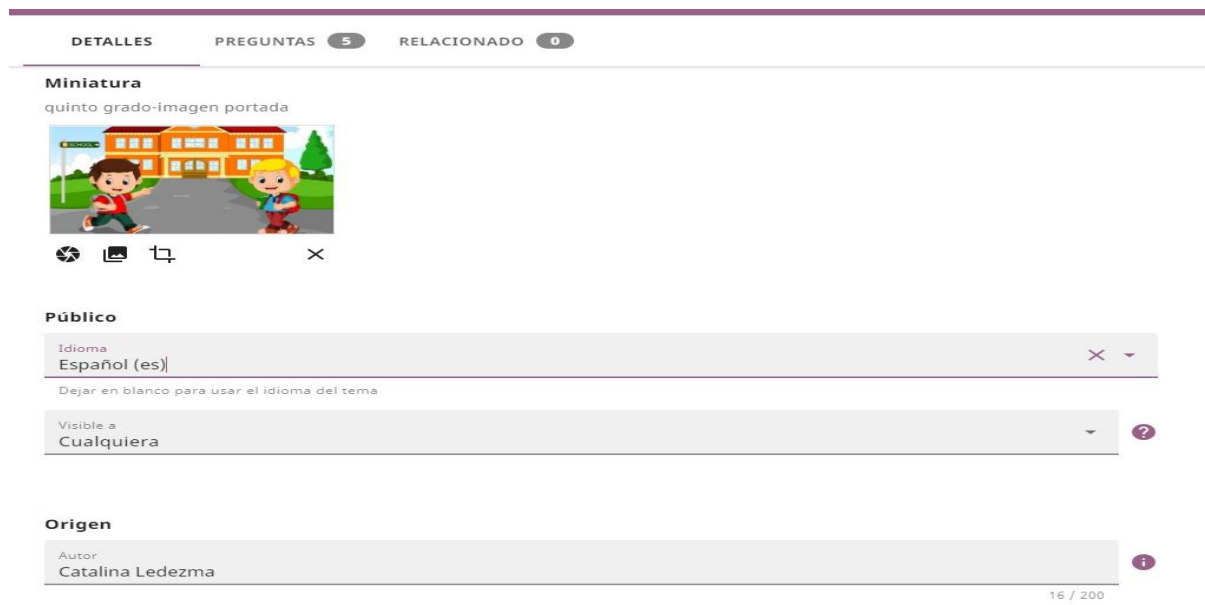 DETALLES PREGUNTAS 5 RELACIONADO 0
Miniatura
quinto grado-imagen portada
SCHOOL
Público
Idioma
Español (es)
Dejar en blanco para usar el idioma del tema
Visible a
Cualquiera
?
Origen
Autor
Catalina Ledezma
i
16 / 200